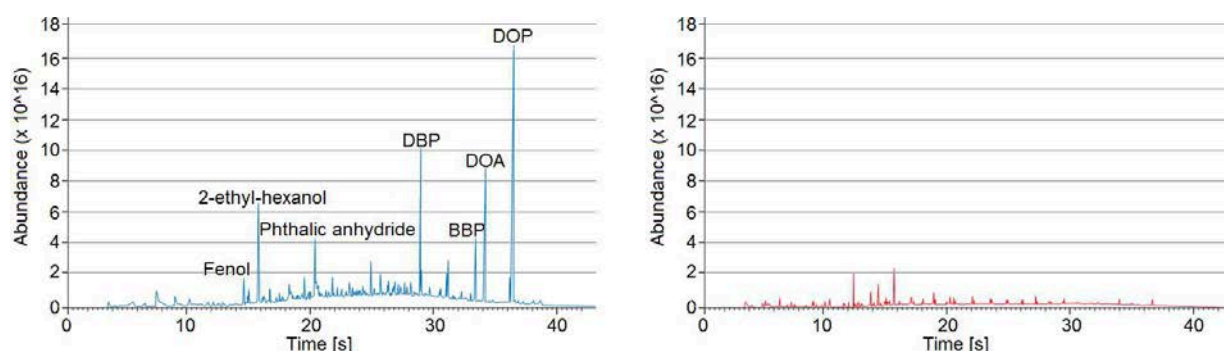 Abundance (x 10^16)
18
16
14
12
10
8
6
4
2
0
DOP
DBP
DOA
2-ethyl-hexanol
Phthalic anhydride
BBP
Fenol
0
10
20
30
40
Time [s]
Abundance (x 10^16)
18
16
14
12
10
8
6
4
2
0
0
10
20
30
40
Time [s]